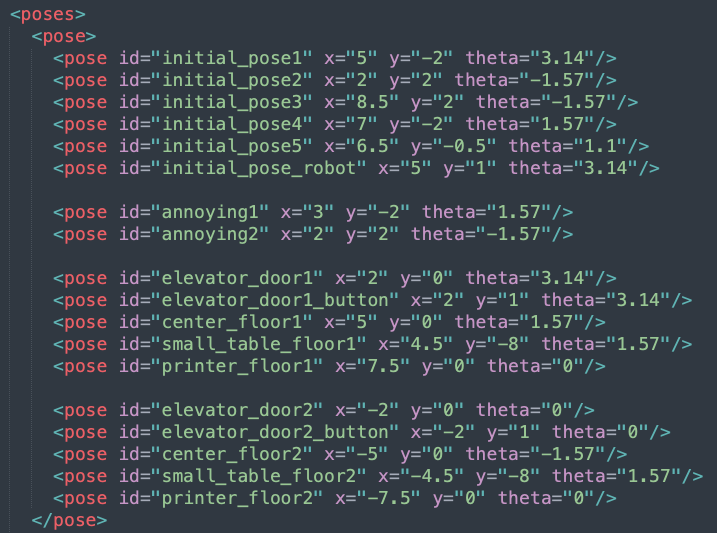 <poses>
<pose>
<pose id="initial_pose1" x="5" y="-2" theta="3.14"/>
<pose id="initial_pose2" x="2" y="2" theta="-1.57"/>
<pose id="initial_pose3" x="8.5" y="2" theta="-1.57"/>
<pose id="initial_pose4" x="7" y="-2" theta="1.57"/>
<pose id="initial_pose5" x="6.5" y="-0.5" theta="1.1"/>
<pose id="initial_pose_robot" x="5" y="1" theta="3.14"/>
<pose id="annoying1" x="3" y="-2" theta="1.57"/>
<pose id="annoying2" x="2" y="2" theta="-1.57"/>
<pose id="elevator_door1" x="2" y="0" theta="3.14"/>
<pose id="elevator_door1_button" x="2" y="1" theta="3.14"/>
<pose id="center_floor1" x="5" y="0" theta="1.57"/>
<pose id="small_table_floor1" x="4.5" y="-8" theta="1.57"/>
<pose id="printer_floor1" x="7.5" y="0" theta="0"/>
<pose id="elevator_door2" x="-2" y="0" theta="0"/>
<pose id="elevator_door2_button" x="-2" y="1" theta="0"/>
<pose id="center_floor2" x="-5" y="0" theta="-1.57"/>
<pose id="small_table_floor2" x="-4.5" y="-8" theta="1.57"/>
<pose id="printer_floor2" x="-7.5" y="0" theta="0"/>
</pose>